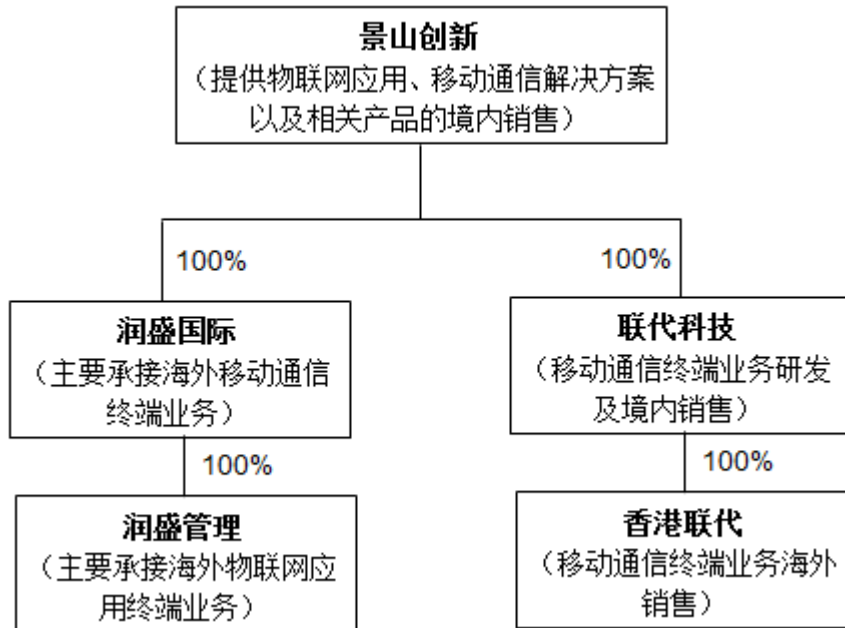 景山创新
（提供物联网应用、移动通信解决方案
以及相关产品的境内销售）
100%
100%
润盛国际
（主要承接海外移动通信
终端业务）
联代科技
（移动通信终端业务研发
及境内销售）
100%
100%
润盛管理
（主要承接海外物联网应
用终端业务）
香港联代
（移动通信终端业务海外
销售）